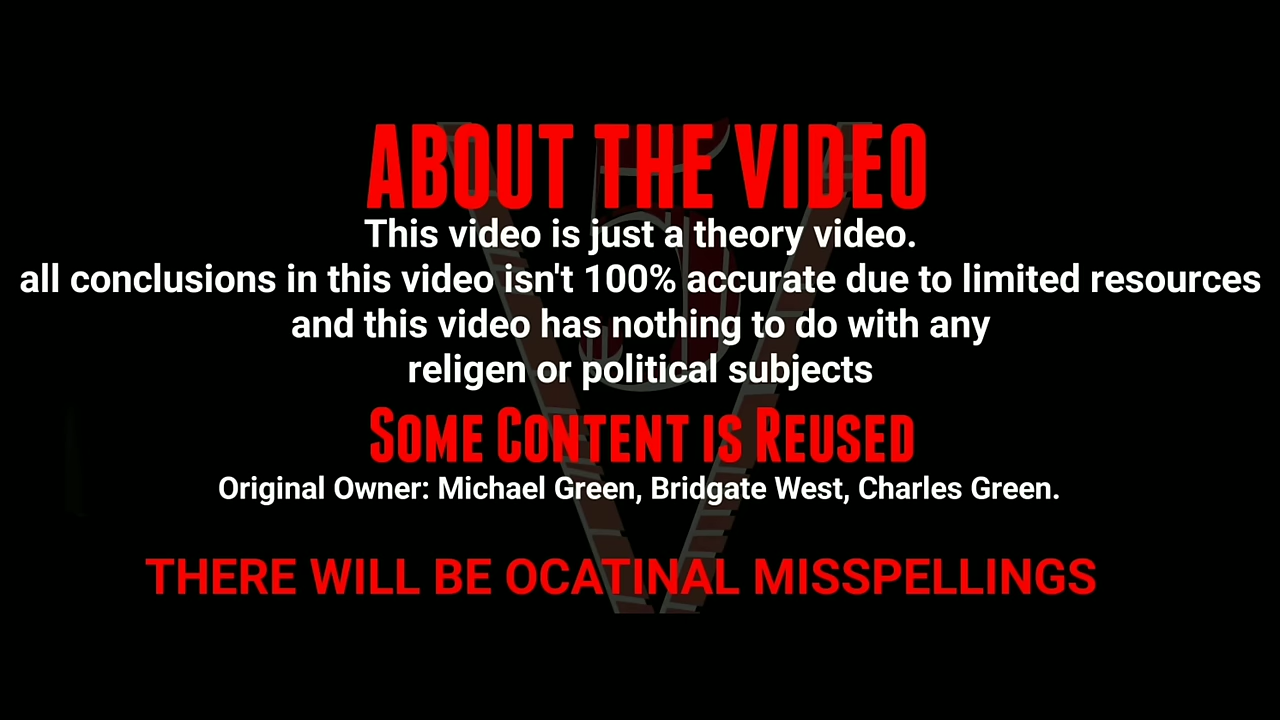 ABOUT THE VIDEO
This video is just a theory video.
all conclusions in this video isn't 100% accurate due to limited resources
and this video has nothing to do with any
religen or political subjects
SOME CONTENT IS REUSED
Original Owner: Michael Green, Bridgate West, Charles Green.
THERE WILL BE OCATINAL MISSPELLINGS